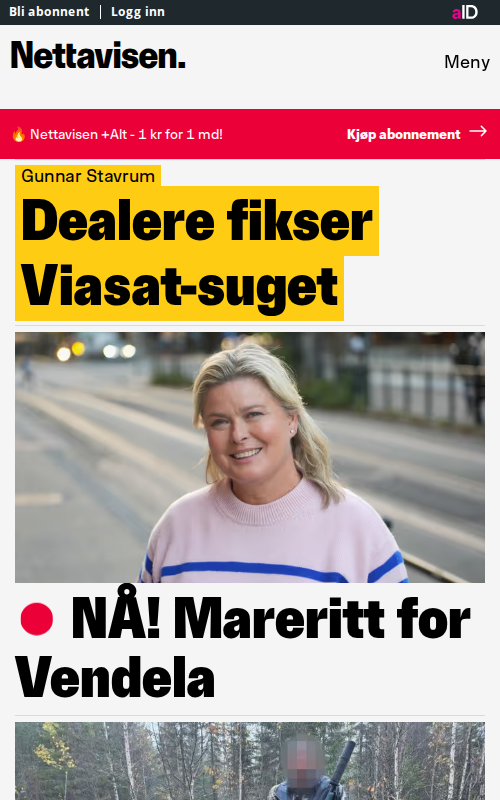 Bli abonnent | Logg inn
aID
Nettavisen.
Meny
🔥 Nettavisen +Alt - 1 kr for 1 md!
Kjøp abonnement →
Gunnar Stavrum
Dealere fikser
Viasat-suget
NÅ! Mareritt for
Vendela